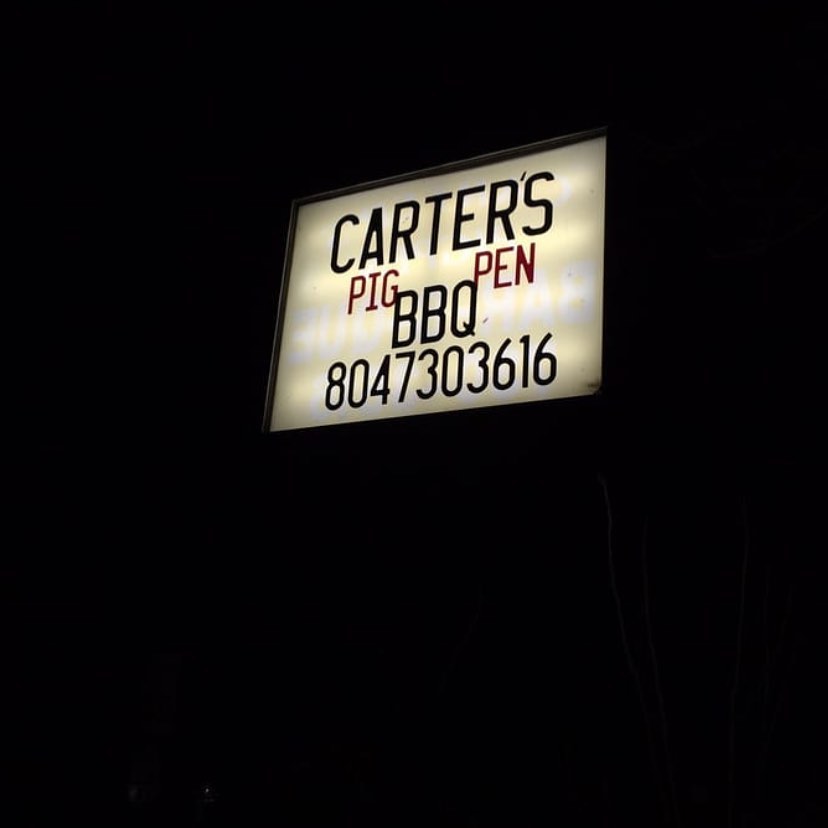 CARTER'S
PIG PEN
BBQ
8047303616